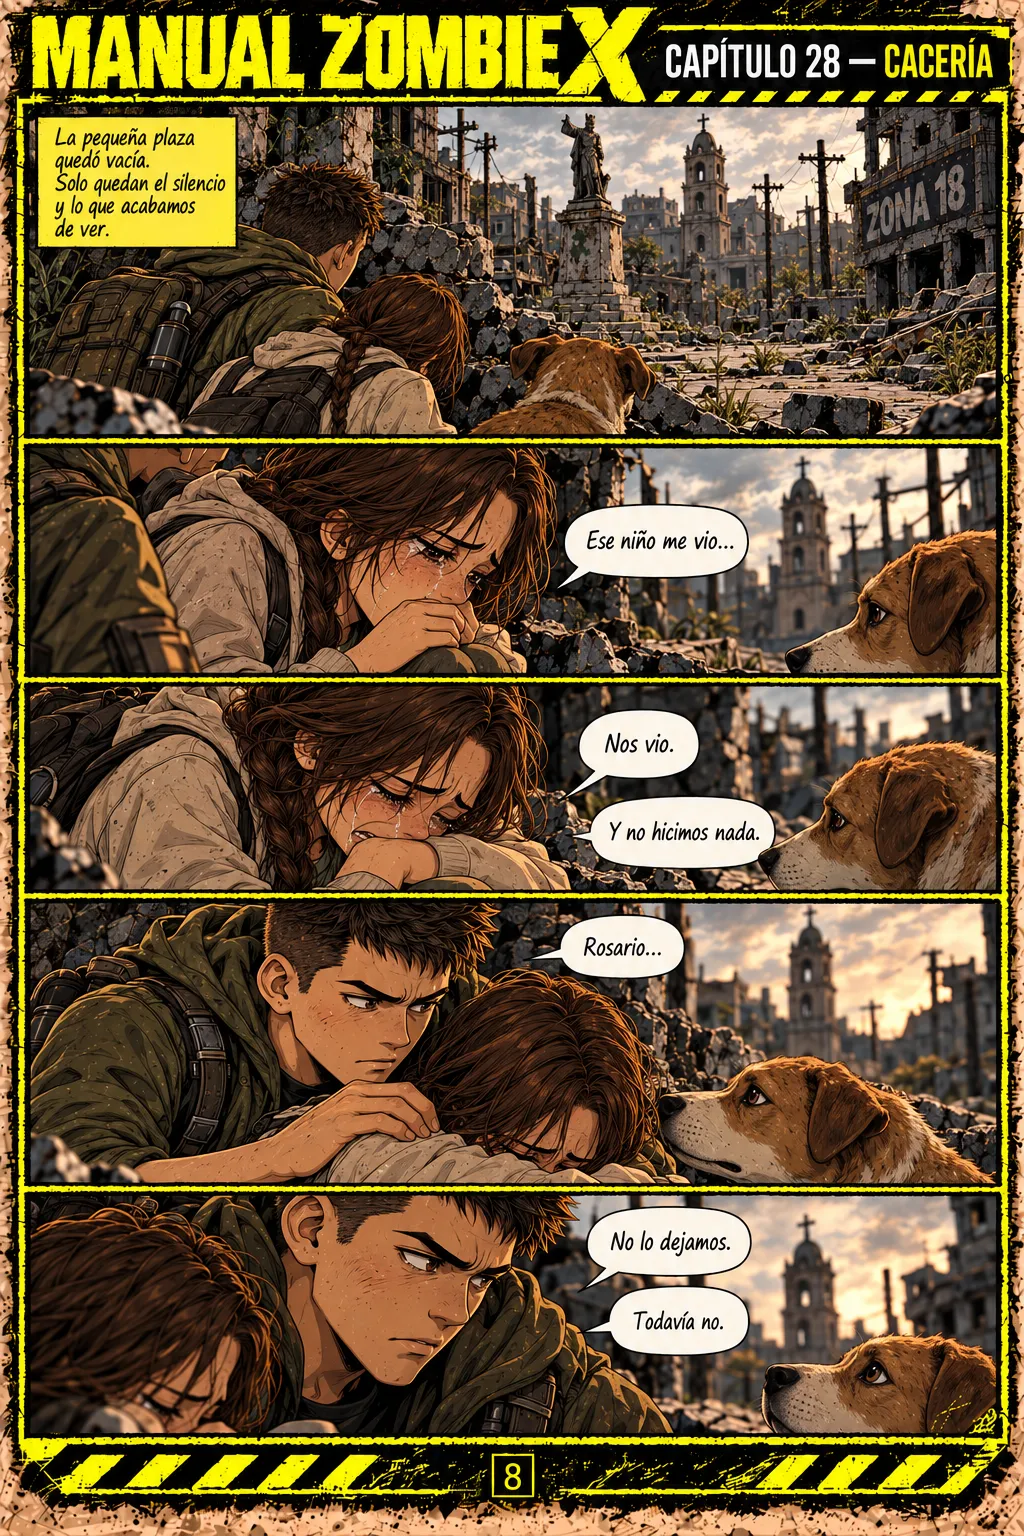 MANUAL ZOMBIE X
CAPÍTULO 28 — CACERÍA
La pequeña plaza
quedó vacía.
Solo quedan el silencio
y lo que acabamos
de ver.
ZONA 18
Ese niño me vio...
Nos vio.
Y no hicimos nada.
Rosario...
No lo dejamos.
Todavía no.
8